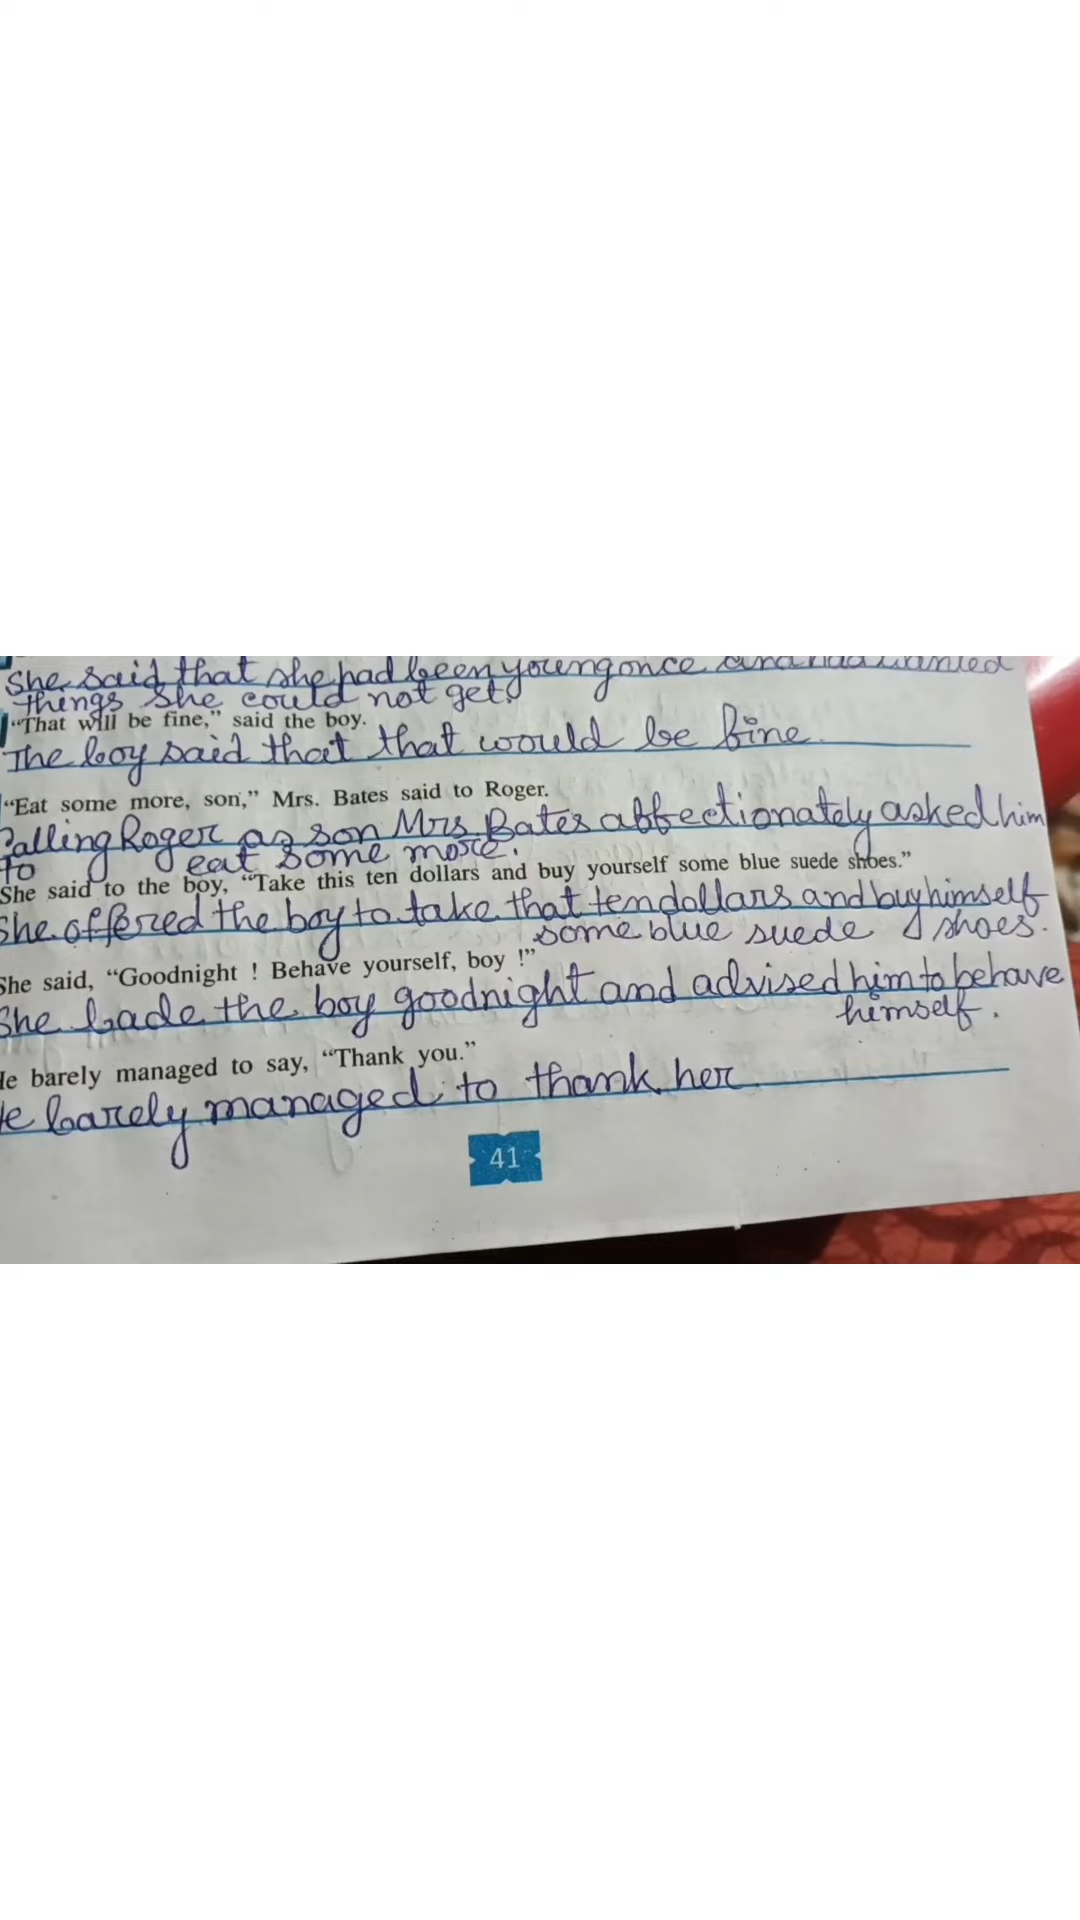 She said that she had been young once and had wanted
things she could not get.
"That will be fine," said the boy.
The boy said that that would be fine.
"Eat some more, son," Mrs. Bates said to Roger.
Calling Roger as son Mrs. Bates affectionately asked him
to eat some more.
She said to the boy, "Take this ten dollars and buy yourself some blue suede shoes."
She offered the boy to take that ten dollars and buy himself
some blue suede shoes.
She said, "Goodnight ! Behave yourself, boy !"
She bade the boy goodnight and advised him to behave
himself.
He barely managed to say, "Thank you."
He barely managed to thank her
41